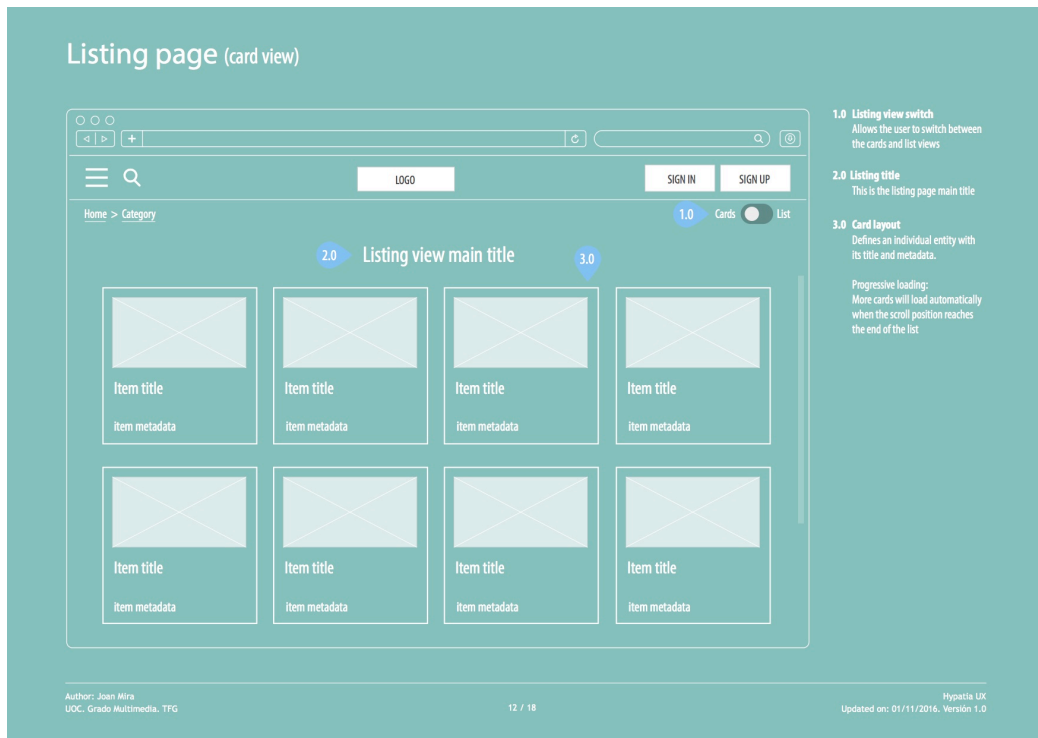 Listing page (card view)
LOGO
SIGN IN
SIGN UP
Home > Category
1.0
Cards
List
2.0
Listing view main title
3.0
Item title
Item title
Item title
Item title
item metadata
item metadata
item metadata
item metadata
Item title
Item title
Item title
Item title
item metadata
item metadata
item metadata
item metadata
1.0 Listing view switch
Allows the user to switch between
the cards and list views
2.0 Listing title
This is the listing page main title
3.0 Card layout
Defines an individual entity with
its title and metadata.
Progressive loading:
More cards will load automatically
when the scroll position reaches
the end of the list
Author: Joan Mira
UOC. Grado Multimedia. TFG
12 / 18
Hypatia UX
Updated on: 01/11/2016. Versión 1.0